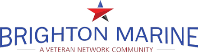 BRIGHTON MARINE
A VETERAN NETWORK COMMUNITY